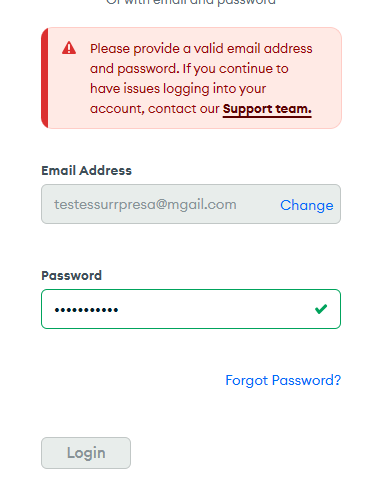 Or with email and password
Please provide a valid email address
and password. If you continue to
have issues logging into your
account, contact our Support team.
Email Address
testessurrpresa@mgail.com Change
Password
•••••••••••
Forgot Password?
Login